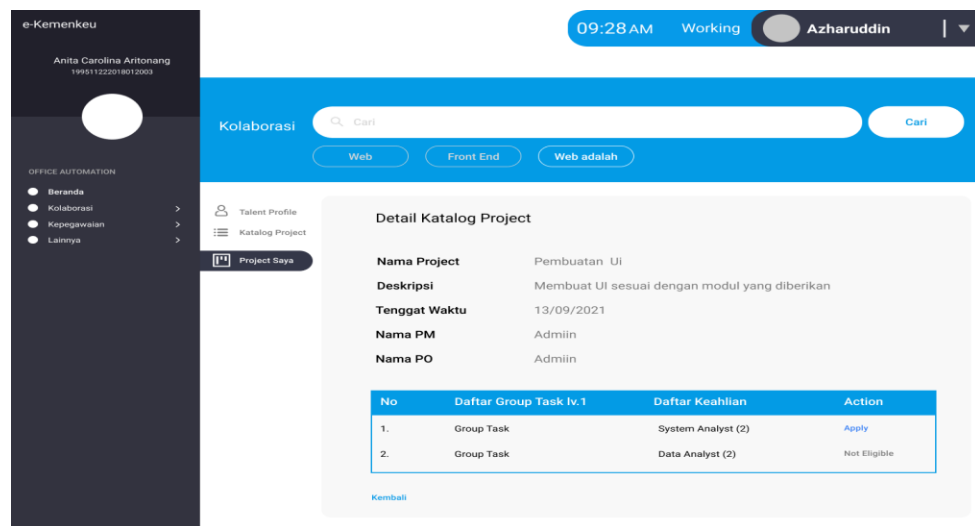 e-Kemenkeu
09:28 AM Working Azharuddin
Anita Carolina Aritonang
199511222018012003
Kolaborasi Cari Cari
Web Front End Web adalah
OFFICE AUTOMATION
Beranda
Kolaborasi
Kepegawaian
Lainnya
Talent Profile
Katalog Project
Project Saya
Detail Katalog Project
Nama Project Pembuatan Ui
Deskripsi Membuat UI sesuai dengan modul yang diberikan
Tenggat Waktu 13/09/2021
Nama PM Admiin
Nama PO Admiin
No Daftar Group Task lv.1 Daftar Keahlian Action
1. Group Task System Analyst (2) Apply
2. Group Task Data Analyst (2) Not Eligible
Kembali